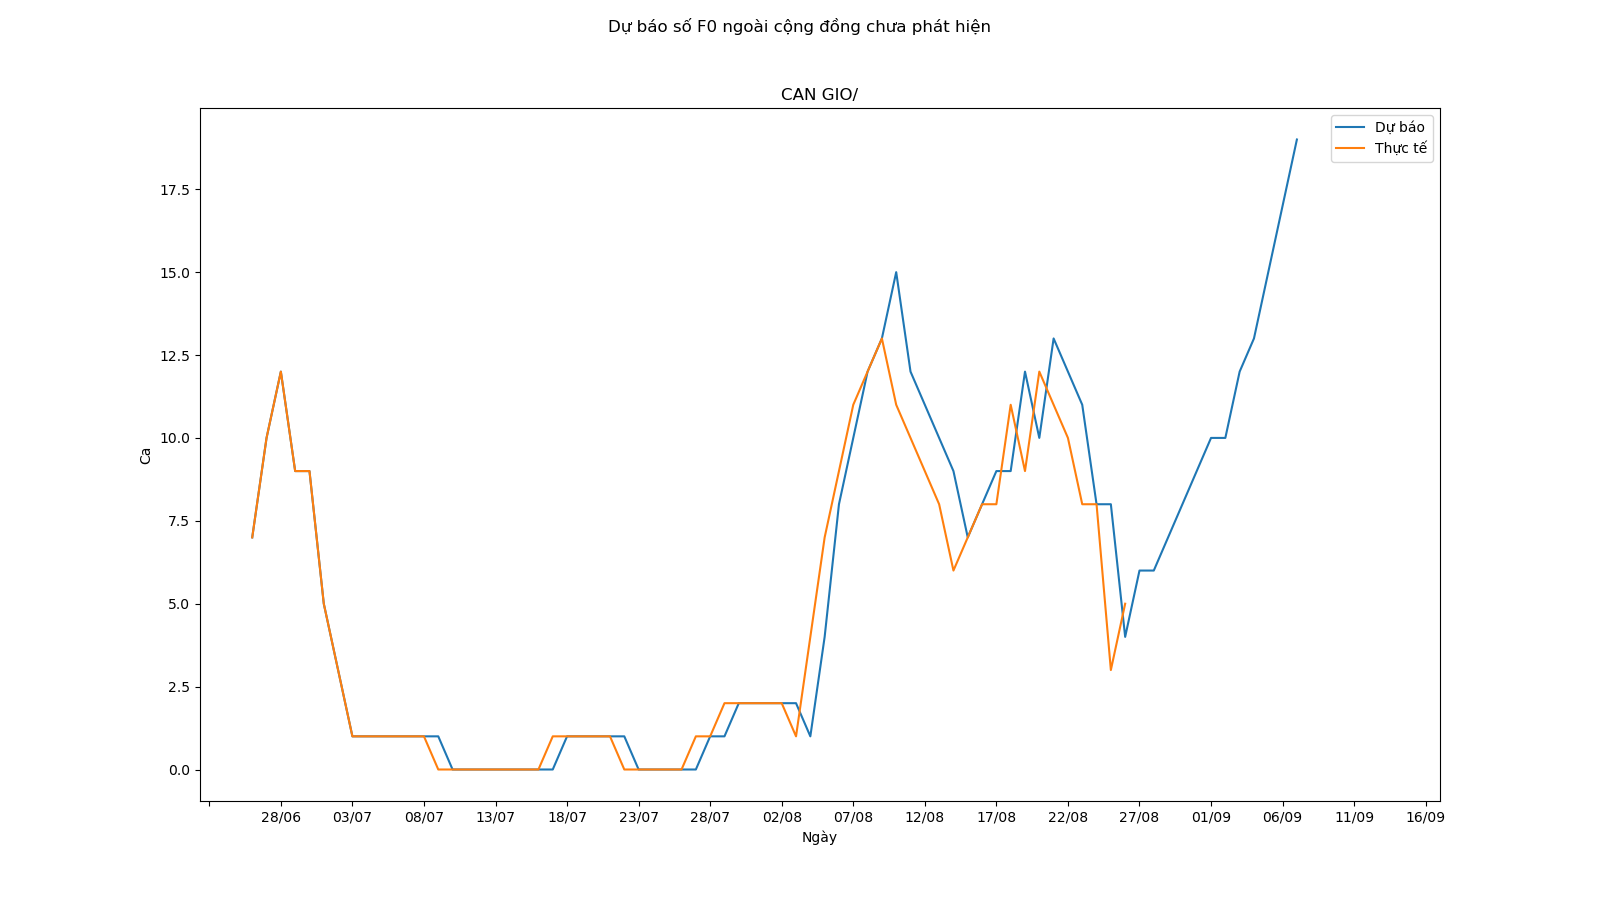 Dự báo số F0 ngoài cộng đồng chưa phát hiện
CAN GIO/
Dự báo
Thực tế
17.5
15.0
12.5
10.0
7.5
5.0
2.5
0.0
Ca
28/06 03/07 08/07 13/07 18/07 23/07 28/07 02/08 07/08 12/08 17/08 22/08 27/08 01/09 06/09 11/09 16/09
Ngày